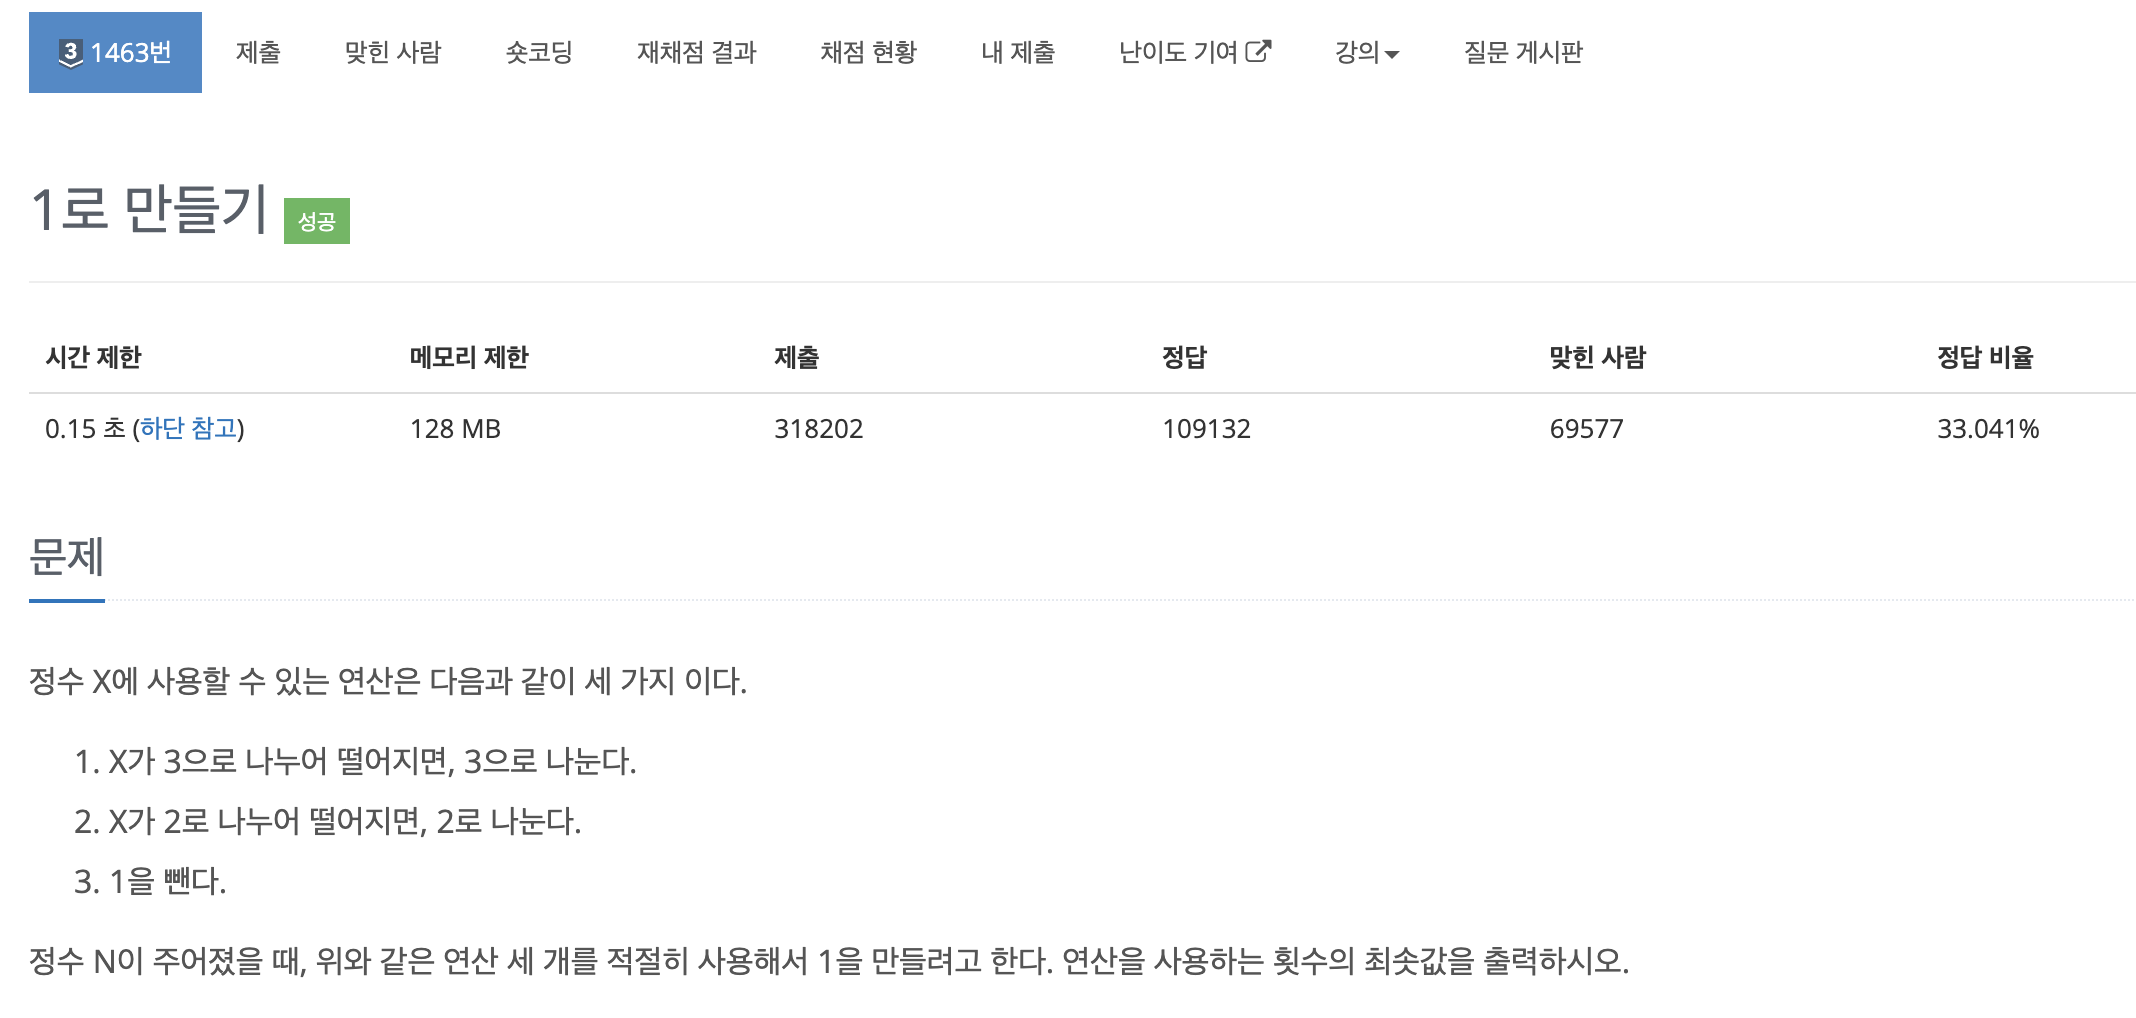 3 1463번 제출 맞힌 사람 숏코딩 재채점 결과 채점 현황 내 제출 난이도 기여 강의 질문 게시판
1로 만들기 성공
시간 제한 메모리 제한 제출 정답 맞힌 사람 정답 비율
0.15 초 (하단 참고) 128 MB 318202 109132 69577 33.041%
문제
정수 X에 사용할 수 있는 연산은 다음과 같이 세 가지 이다.
1. X가 3으로 나누어 떨어지면, 3으로 나눈다.
2. X가 2로 나누어 떨어지면, 2로 나눈다.
3. 1을 뺀다.
정수 N이 주어졌을 때, 위와 같은 연산 세 개를 적절히 사용해서 1을 만들려고 한다. 연산을 사용하는 횟수의 최솟값을 출력하시오.